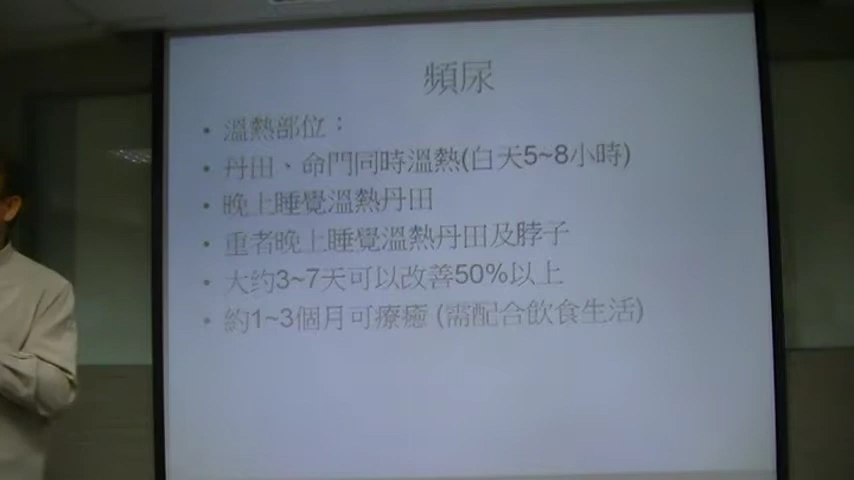 頻尿
• 溫熱部位：
• 丹田、命門同時溫熱(白天5~8小時)
• 晚上睡覺溫熱丹田
• 重者晚上睡覺溫熱丹田及脖子
• 大約3~7天可以改善50%以上
• 約1~3個月可療癒 (需配合飲食生活)